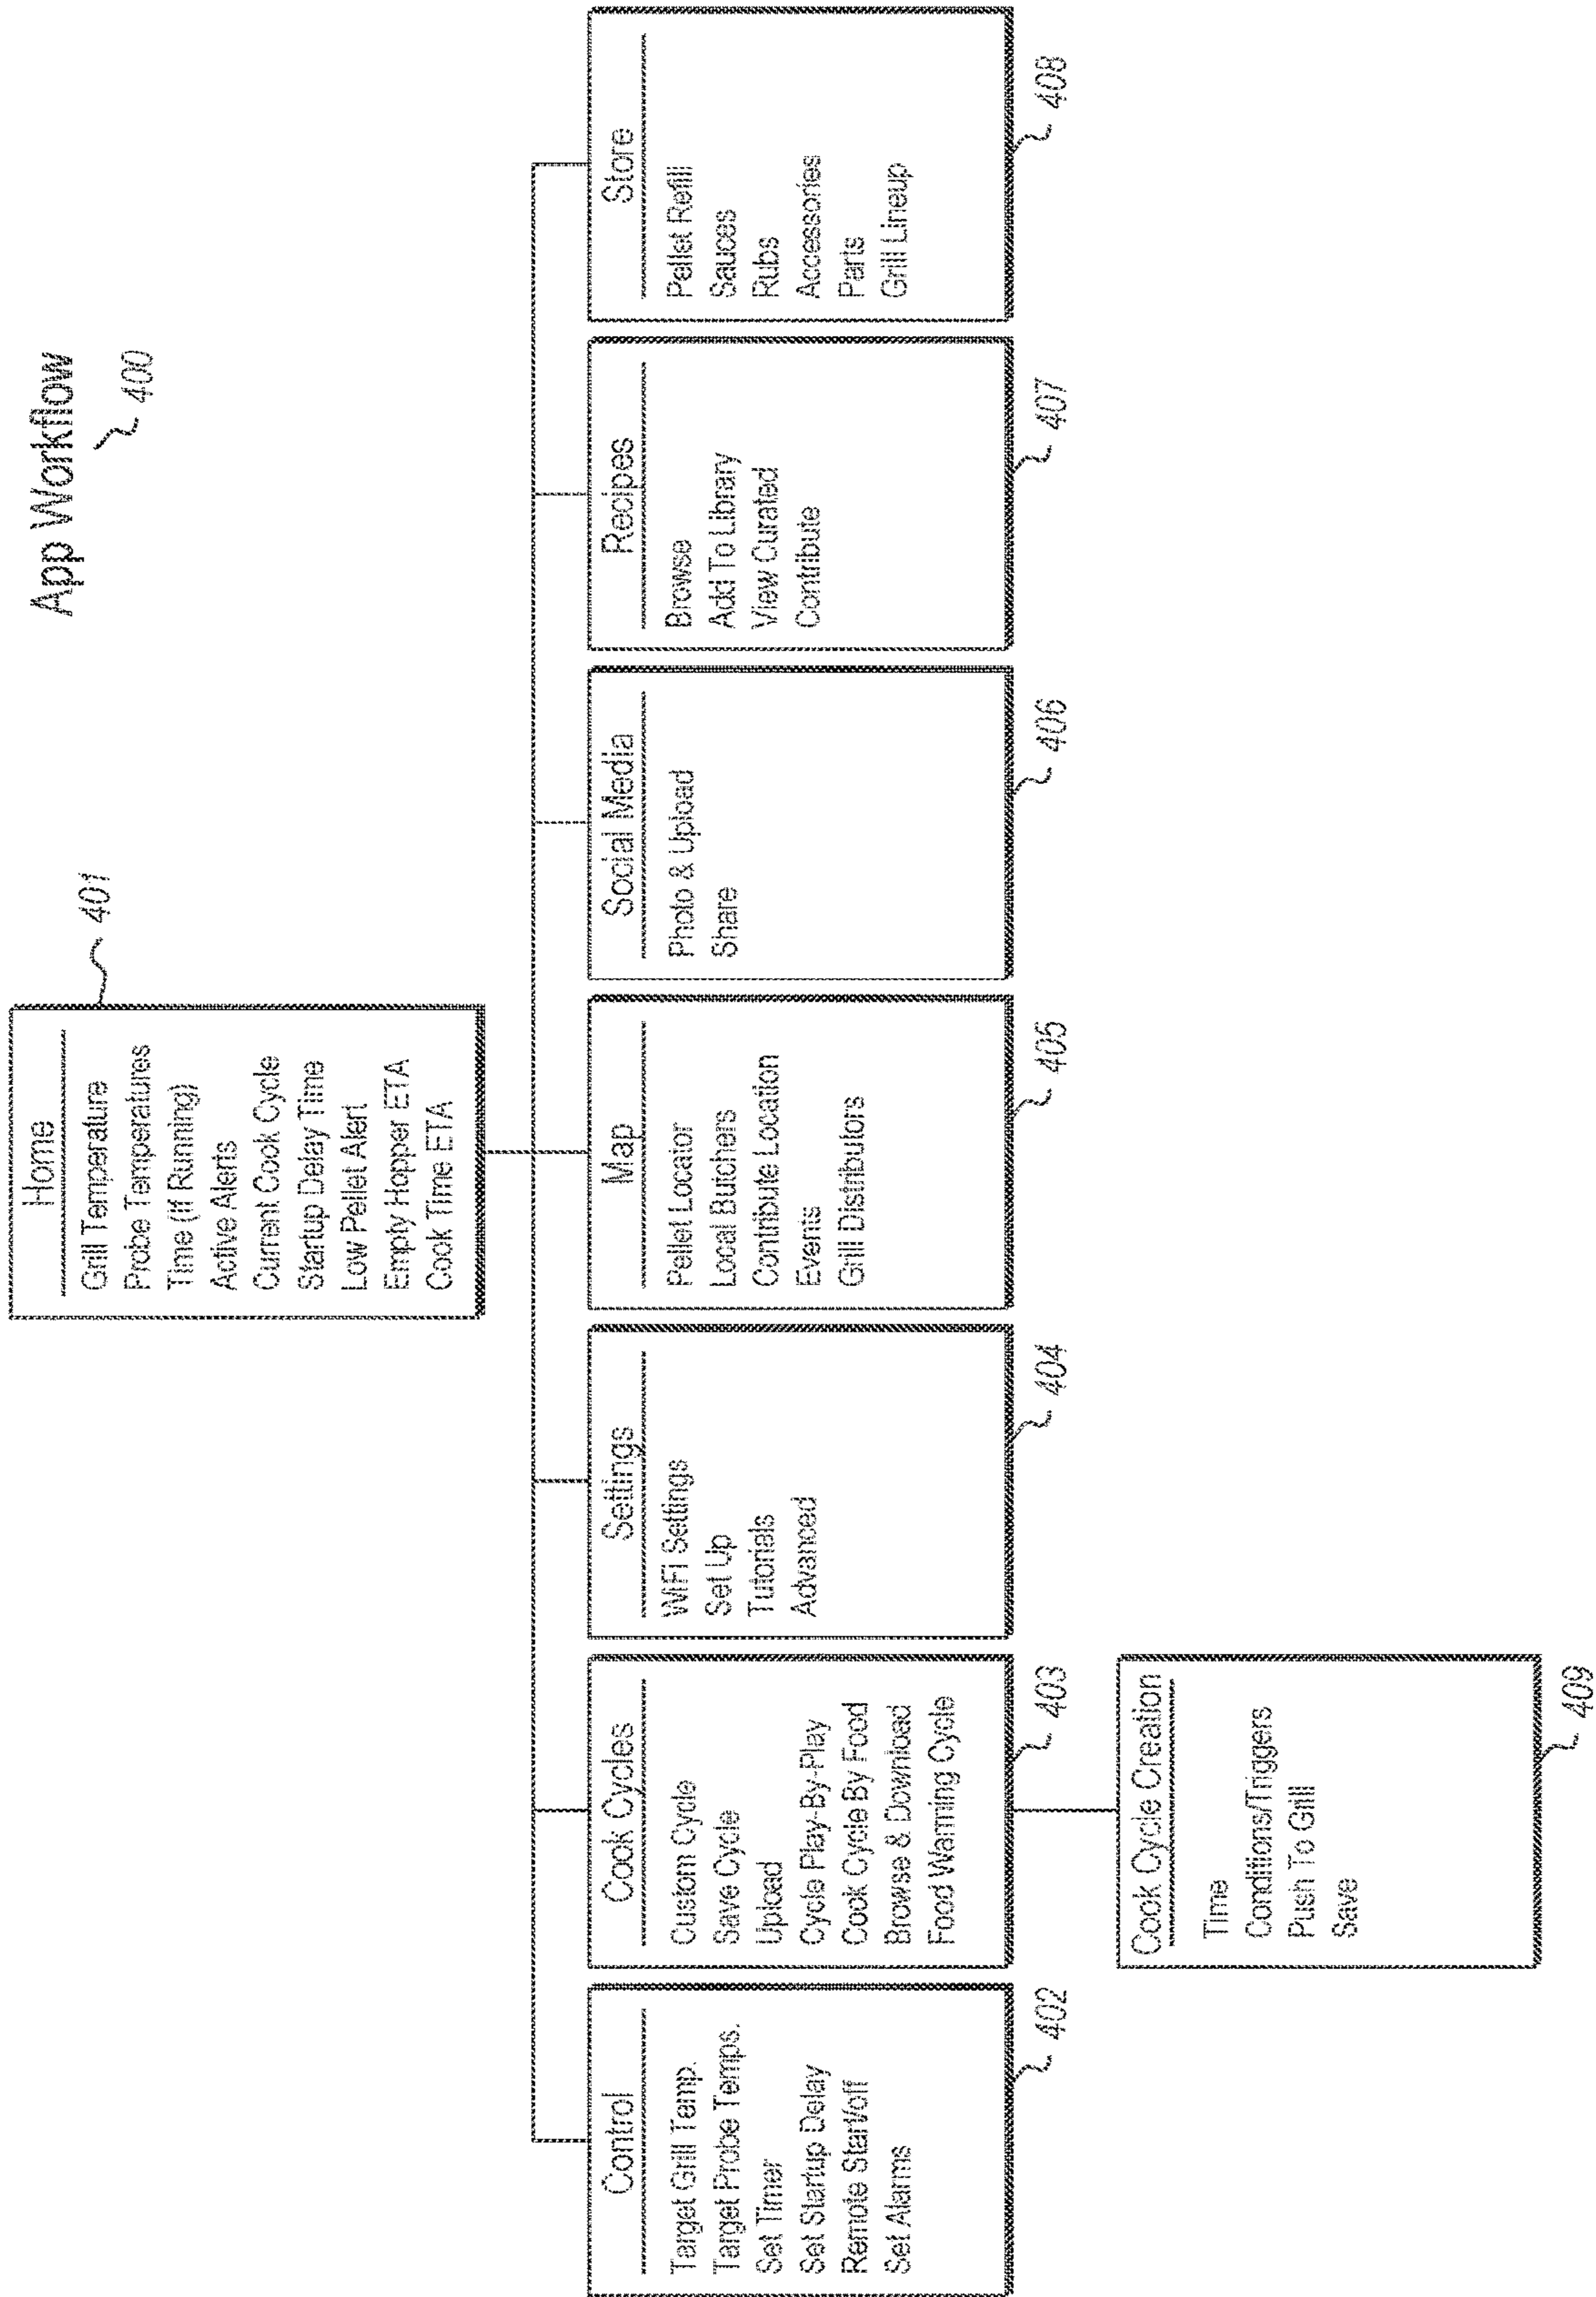 App Workflow
400
Home
Grill Temperature
Probe Temperatures
Time (If Running)
Active Alerts
Current Cook Cycle
Startup Delay Time
Low Pellet Alert
Empty Hopper ETA
Cook Time ETA
401
Control
Target Grill Temp.
Target Probe Temps.
Set Timer
Set Startup Delay
Remote Start/off
Set Alarms
402
Cook Cycles
Custom Cycle
Save Cycle
Upload
Cycle Play-By-Play
Cook Cycle By Food
Browse & Download
Food Warming Cycle
403
Settings
WiFi Settings
Set Up
Tutorials
Advanced
404
Map
Pellet Locator
Local Butchers
Contribute Location
Events
Grill Distributors
405
Social Media
Photo & Upload
Share
406
Recipes
Browse
Add To Library
View Curated
Contribute
407
Store
Pellet Refill
Sauces
Rubs
Accessories
Parts
Grill Lineup
408
Cook Cycle Creation
Time
Conditions/Triggers
Push To Grill
Save
409